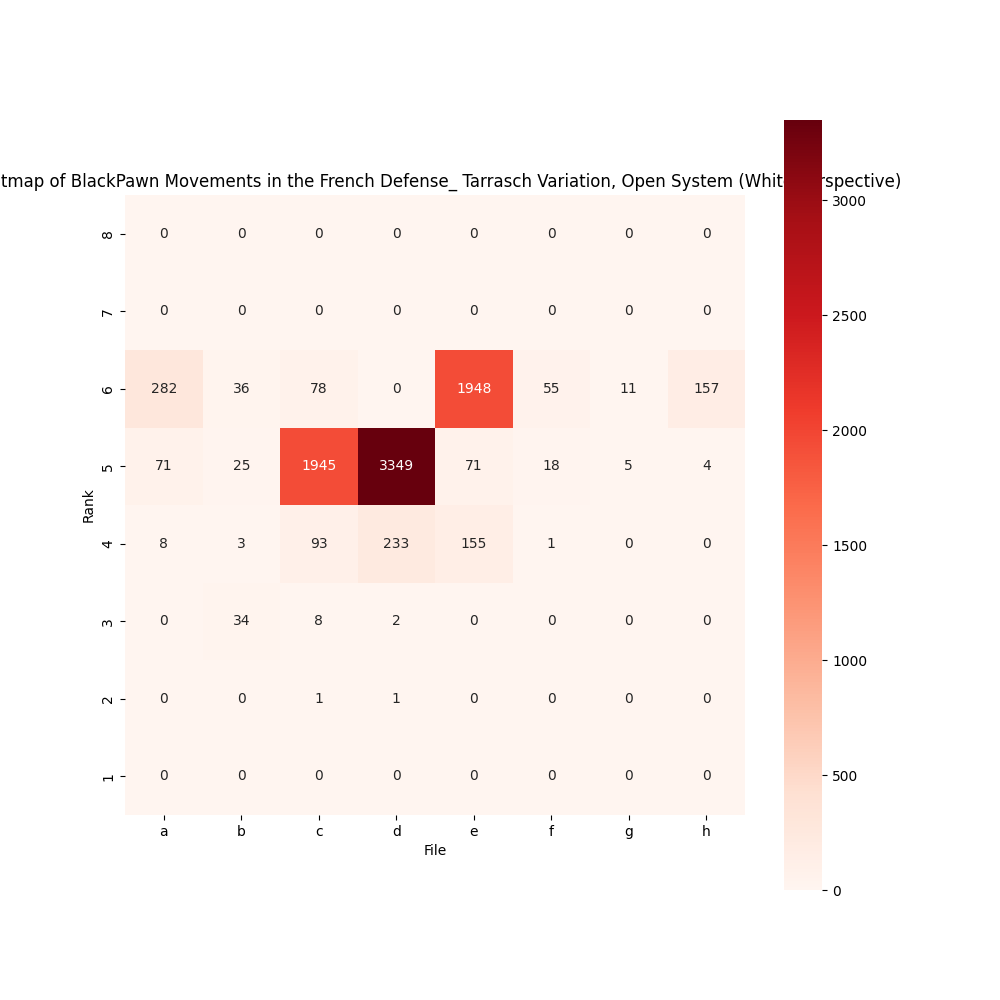 tmap of BlackPawn Movements in the French Defense_ Tarrasch Variation, Open System (Whit rspective)
3000
2500
2000
1500
1000
500
0
Rank
8 0 0 0 0 0 0 0 0
7 0 0 0 0 0 0 0 0
6 282 36 78 0 1948 55 11 157
5 71 25 1945 3349 71 18 5 4
4 8 3 93 233 155 1 0 0
3 0 34 8 2 0 0 0 0
2 0 0 1 1 0 0 0 0
1 0 0 0 0 0 0 0 0
a b c d e f g h
File